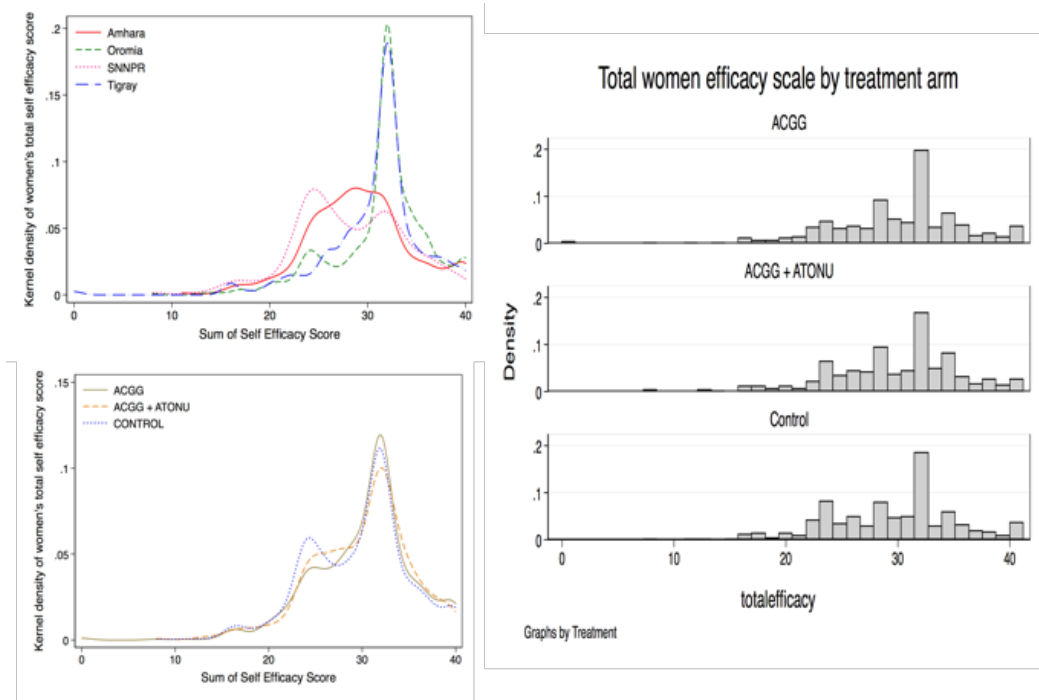 Kernel density of women's total self efficacy score
.2
.15
.1
.05
0
Amhara
Oromia
SNNPR
Tigray
0 10 20 30 40
Sum of Self Efficacy Score
Kernel density of women's total self efficacy score
.15
.1
.05
0
ACGG
ACGG + ATONU
CONTROL
0 10 20 30 40
Sum of Self Efficacy Score
Total women efficacy scale by treatment arm
ACGG
.2
.1
0
ACGG + ATONU
.2
.1
0
Density
Control
.2
.1
0
0 10 20 30 40
totalefficacy
Graphs by Treatment